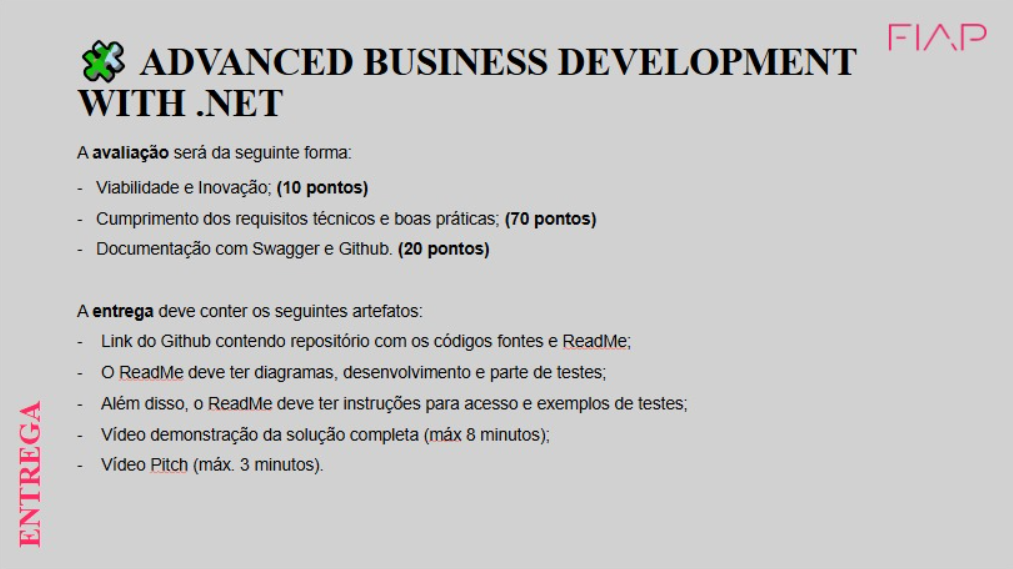 FIAP
ADVANCED BUSINESS DEVELOPMENT
WITH .NET
A avaliação será da seguinte forma:
- Viabilidade e Inovação; (10 pontos)
- Cumprimento dos requisitos técnicos e boas práticas; (70 pontos)
- Documentação com Swagger e Github. (20 pontos)
A entrega deve conter os seguintes artefatos:
- Link do Github contendo repositório com os códigos fontes e ReadMe;
- O ReadMe deve ter diagramas, desenvolvimento e parte de testes;
- Além disso, o ReadMe deve ter instruções para acesso e exemplos de testes;
- Vídeo demonstração da solução completa (máx 8 minutos);
- Vídeo Pitch (máx. 3 minutos).
ENTREGA